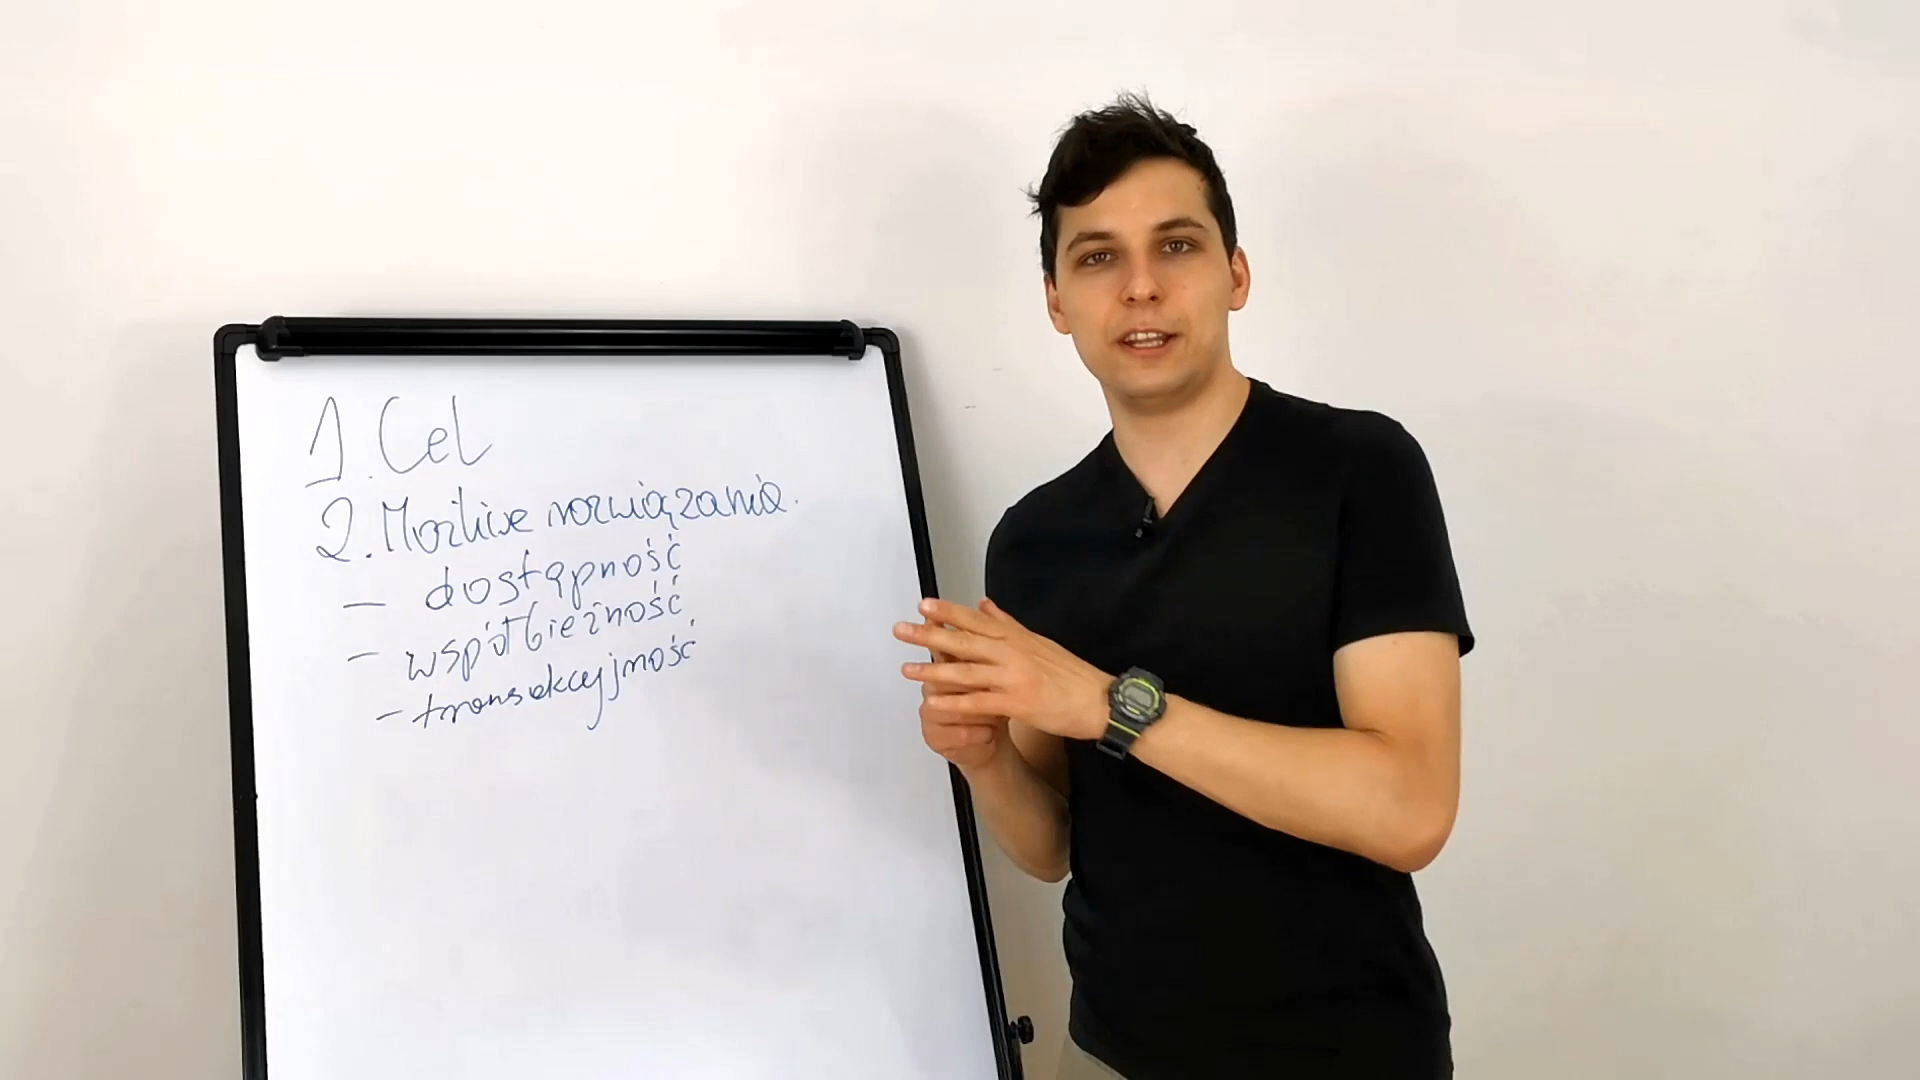 1. Cel
2. Możliwe rozwiązania.
- dostępność
- współbieżność
- transakcyjność